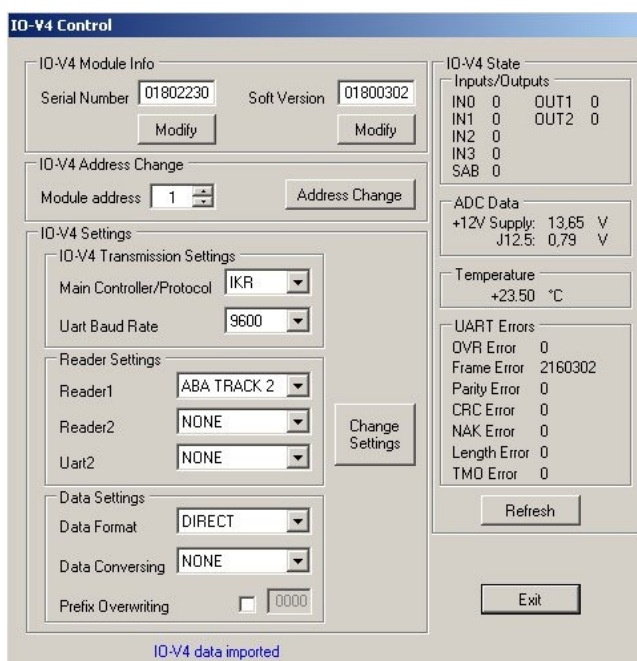 IO-V4 Control
IO-V4 Module Info
Serial Number 01802230 Soft Version 01800302
Modify Modify
IO-V4 Address Change
Module address 1 Address Change
IO-V4 Settings
IO-V4 Transmission Settings
Main Controller/Protocol IKR
Uart Baud Rate 9600
Reader Settings
Reader1 ABA TRACK 2
Reader2 NONE
Uart2 NONE
Change
Settings
Data Settings
Data Format DIRECT
Data Conversing NONE
Prefix Overwriting 0000
IO-V4 data imported
IO-V4 State
Inputs/Outputs
IN0 0 OUT1 0
IN1 0 OUT2 0
IN2 0
IN3 0
SAB 0
ADC Data
+12V Supply: 13,65 V
J12.5: 0,79 V
Temperature
+23.50 °C
UART Errors
OVR Error 0
Frame Error 2160302
Parity Error 0
CRC Error 0
NAK Error 0
Length Error 0
TMO Error 0
Refresh
Exit